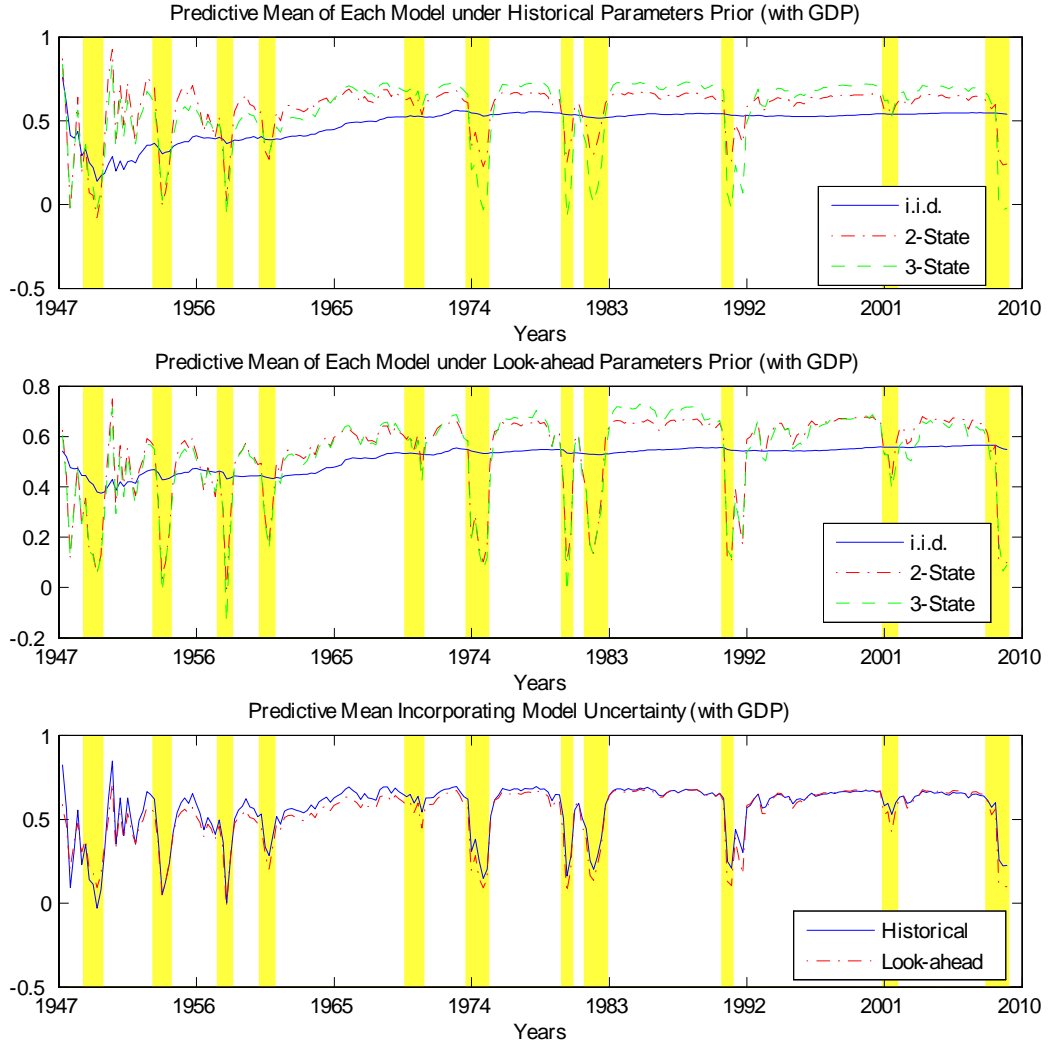 Predictive Mean of Each Model under Historical Parameters Prior (with GDP)
1
0.5
0
-0.5
1947 1956 1965 1974 1983 1992 2001 2010
Years
i.i.d.
2-State
3-State
Predictive Mean of Each Model under Look-ahead Parameters Prior (with GDP)
0.8
0.6
0.4
0.2
0
-0.2
1947 1956 1965 1974 1983 1992 2001 2010
Years
i.i.d.
2-State
3-State
Predictive Mean Incorporating Model Uncertainty (with GDP)
1
0.5
0
-0.5
1947 1956 1965 1974 1983 1992 2001 2010
Years
Historical
Look-ahead